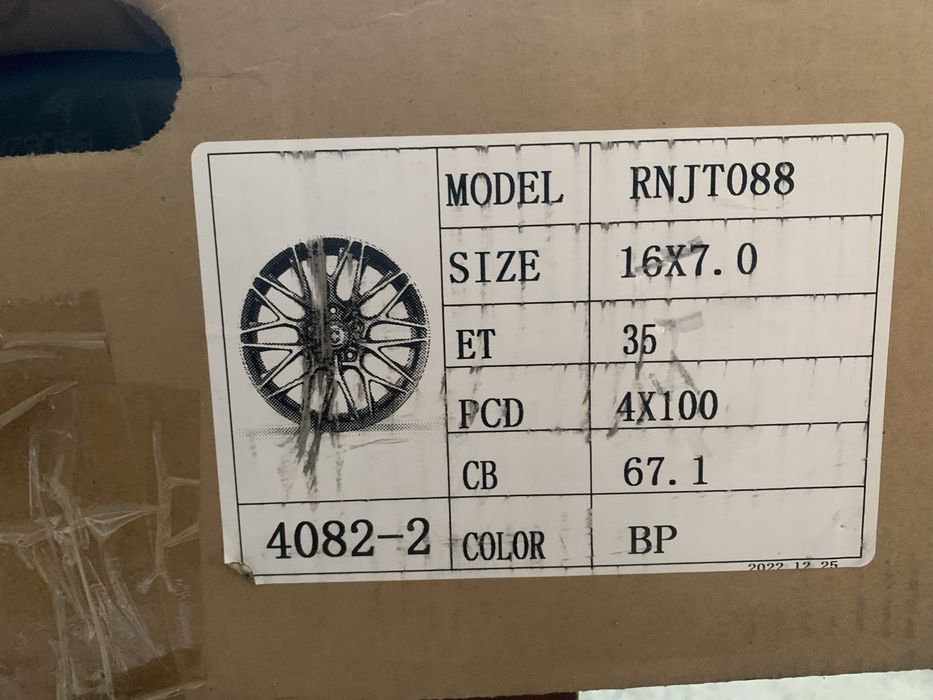 MODEL RNJT088
SIZE 16X7.0
ET 35
PCD 4X100
CB 67.1
4082-2 COLOR BP
2022 12 25